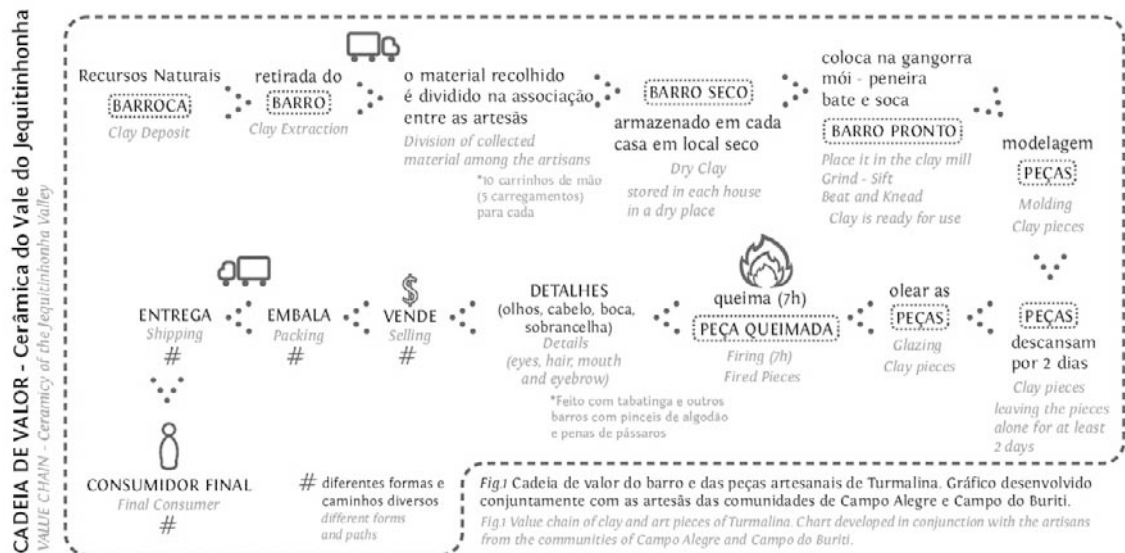 CADEIA DE VALOR - Cerâmica do Vale do Jequitinhonha
VALUE CHAIN - Ceramicy of the Jequitinhonha Valley
Recursos Naturais
BARROCA
Clay Deposit
retirada do
BARRO
Clay Extraction
o material recolhido
é dividido na associação
entre as artesãs
Division of collected
material among the artisans
*10 carrinhos de mão
(5 carregamentos)
para cada
BARRO SECO
armazenado em cada
casa em local seco
Dry Clay
stored in each house
in a dry place
coloca na gangorra
mói - peneira
bate e soca
BARRO PRONTO
Place it in the clay mill
Grind - Sift
Beat and Knead
Clay is ready for use
modelagem
PEÇAS
Molding
Clay pieces
PEÇAS
descansam
por 2 dias
Clay pieces
leaving the pieces
alone for at least
2 days
olear as
PEÇAS
Glazing
Clay pieces
queima (7h)
PEÇA QUEIMADA
Firing (7h)
Fired Pieces
DETALHES
(olhos, cabelo, boca,
sobrancelha)
Details
(eyes, hair, mouth
and eyebrow)
*Feito com tabatinga e outros
barros com pinceis de algodão
e penas de pássaros
$
VENDE
Selling
#
EMBALA
Packing
#
ENTREGA
Shipping
#
CONSUMIDOR FINAL
Final Consumer
#
# diferentes formas e
caminhos diversos
different forms
and paths
Fig.1 Cadeia de valor do barro e das peças artesanais de Turmalina. Gráfico desenvolvido
conjuntamente com as artesãs das comunidades de Campo Alegre e Campo do Buriti.
Fig.1 Value chain of clay and art pieces of Turmalina. Chart developed in conjunction with the artisans
from the communities of Campo Alegre and Campo do Buriti.